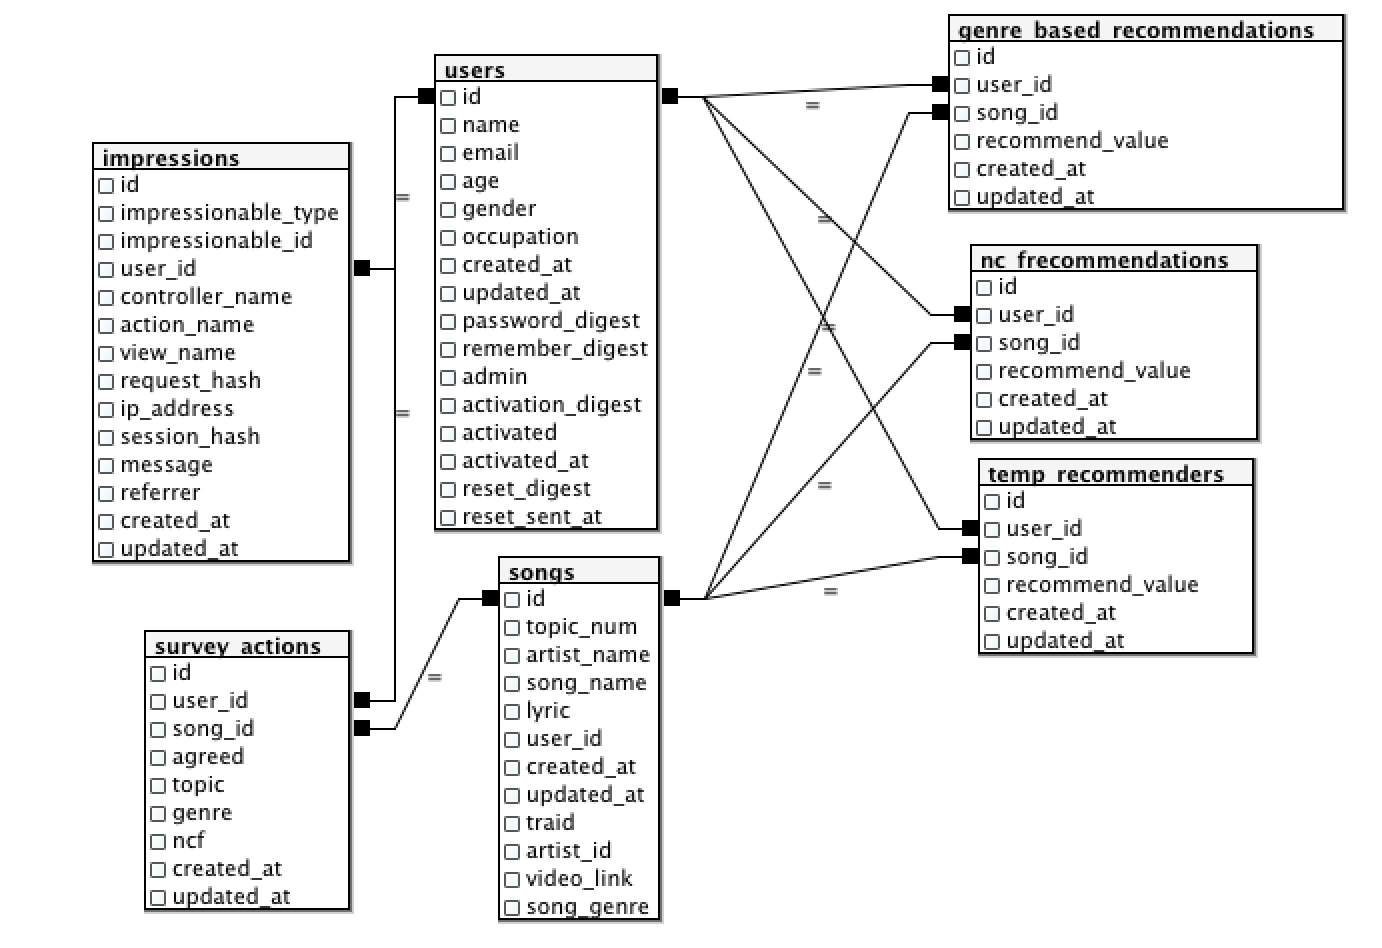 genre_based_recommendations
id
user_id
song_id
recommend_value
created_at
updated_at
users
id
name
email
age
gender
occupation
created_at
updated_at
password_digest
remember_digest
admin
activation_digest
activated
activated_at
reset_digest
reset_sent_at
impressions
id
impressionable_type
impressionable_id
user_id
controller_name
action_name
view_name
request_hash
ip_address
session_hash
message
referrer
created_at
updated_at
nc_frecommendations
id
user_id
song_id
recommend_value
created_at
updated_at
temp_recommenders
id
user_id
song_id
recommend_value
created_at
updated_at
songs
id
topic_num
artist_name
song_name
lyric
user_id
created_at
updated_at
traid
artist_id
video_link
song_genre
survey_actions
id
user_id
song_id
agreed
topic
genre
ncf
created_at
updated_at
=
=
=
=
=
=
=
=
=